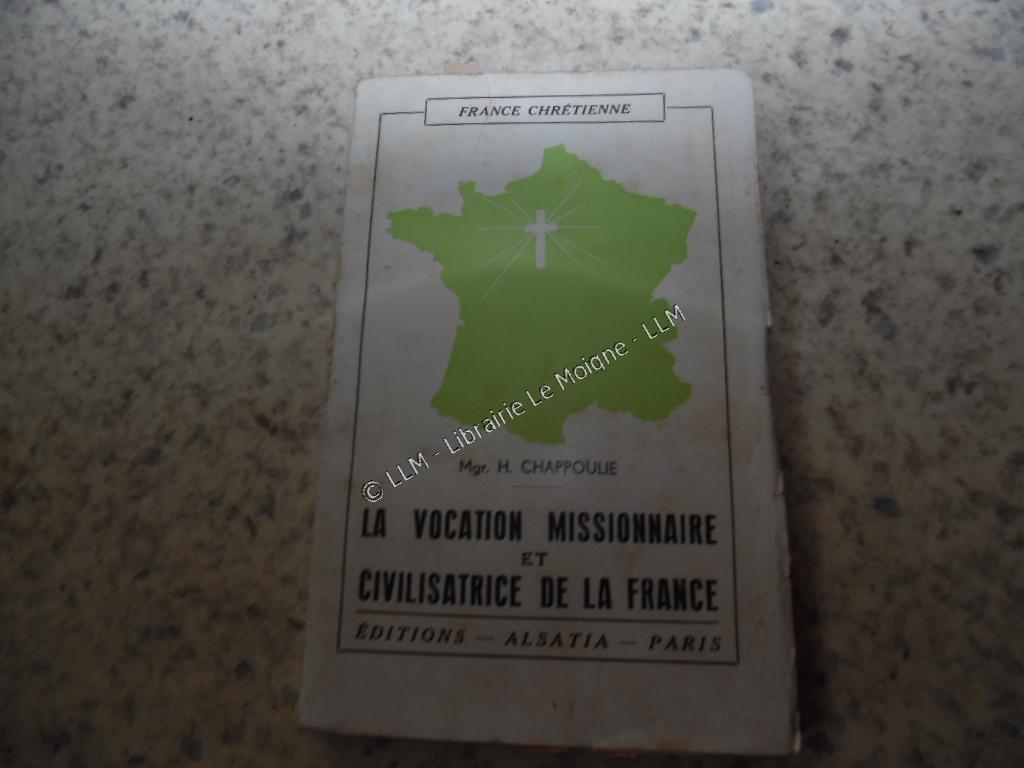 FRANCE CHRÉTIENNE
© LLM - Librairie Le Moigne - LLM
Mgr. H. CHAPPOULIE
LA VOCATION MISSIONNAIRE
ET
CIVILISATRICE DE LA FRANCE
ÉDITIONS — ALSATIA — PARIS